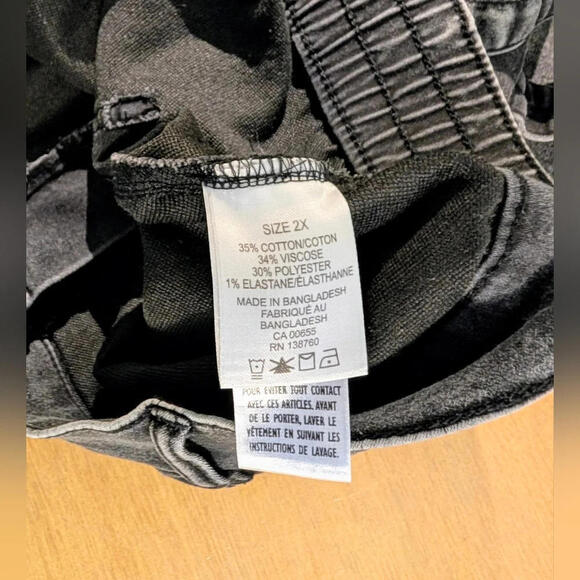 SIZE 2X
35% COTTON/COTON
34% VISCOSE
30% POLYESTER
1% ELASTANE/ÉLASTHANNE
MADE IN BANGLADESH
FABRIQUÉ AU
BANGLADESH
CA 00655
RN 138760
POUR ÉVITER TOUT CONTACT
AVEC CES ARTICLES, AVANT
DE LE PORTER, LAVER LE
VÊTEMENT EN SUIVANT LES
INSTRUCTIONS DE LAVAGE.